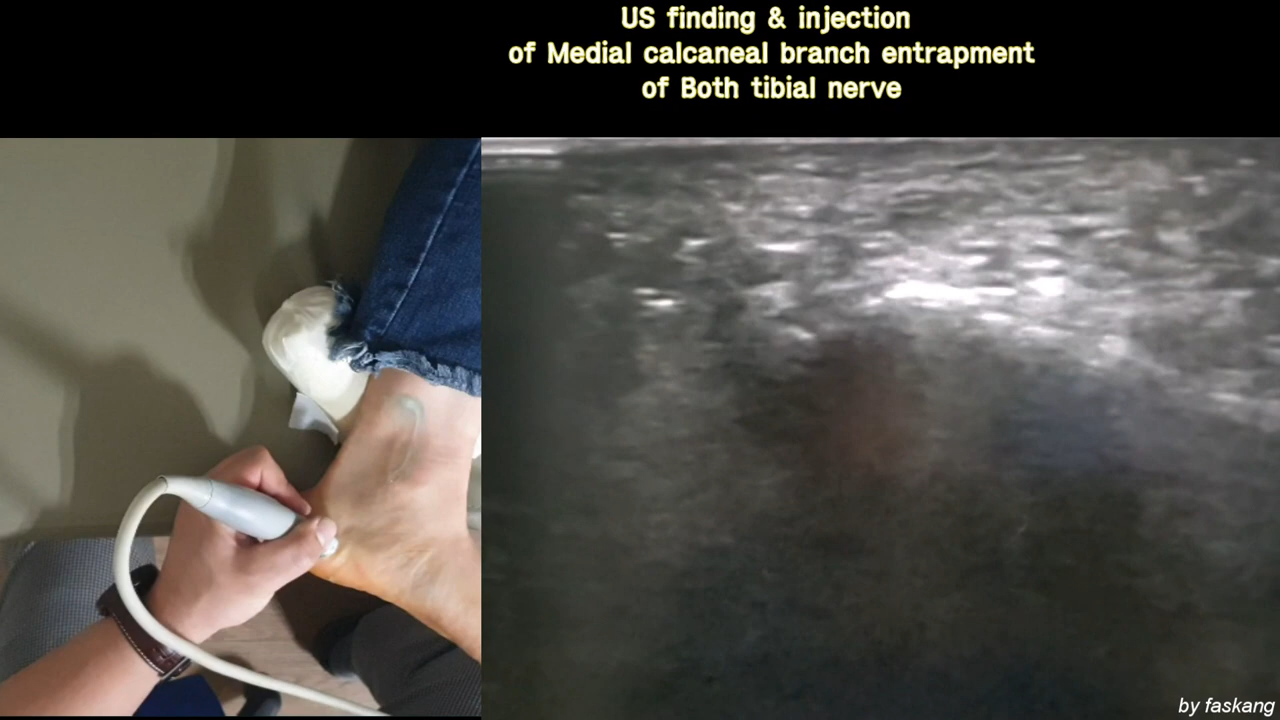 US finding & injection
of Medial calcaneal branch entrapment
of Both tibial nerve
by faskang